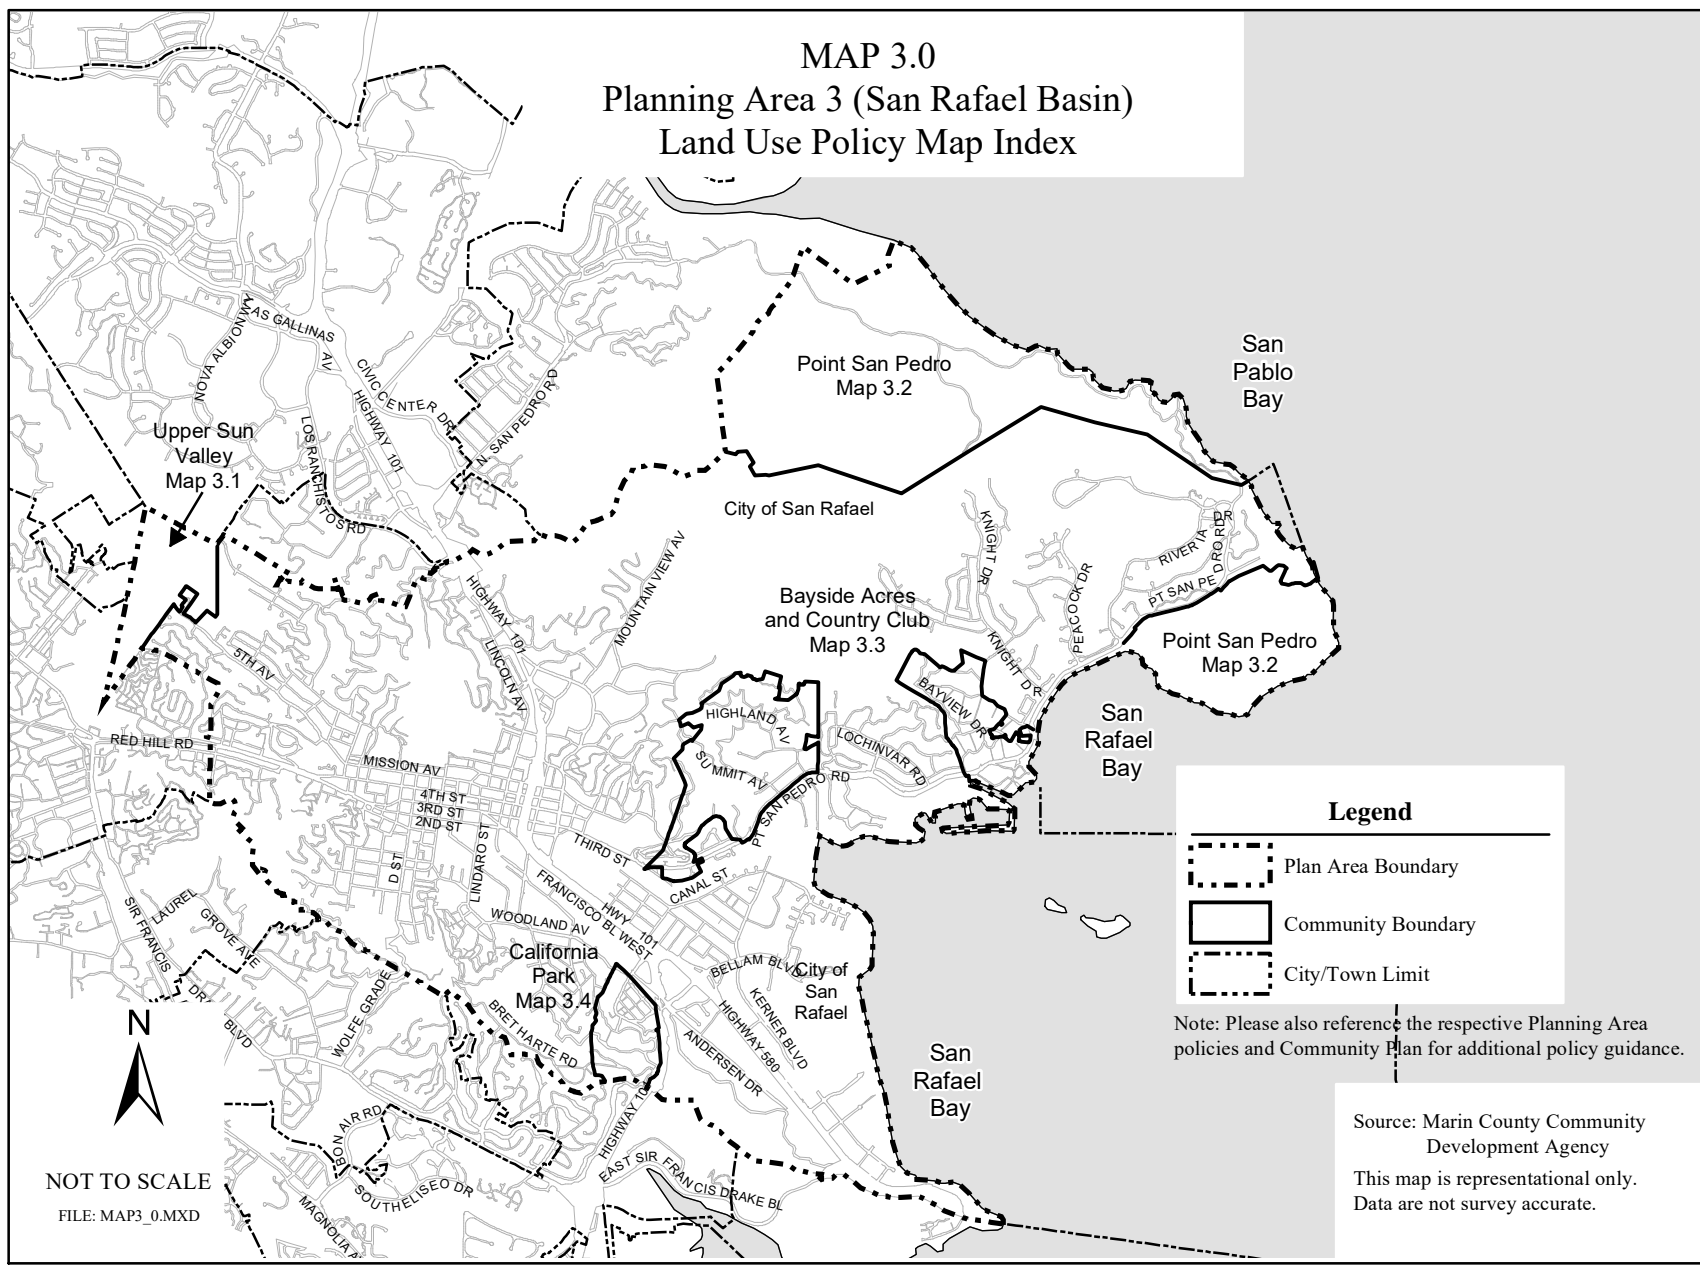 MAP 3.0
Planning Area 3 (San Rafael Basin)
Land Use Policy Map Index
San
Pablo
Bay
Point San Pedro
Map 3.2
LAS GALLINAS
AV
NOVA ALBION WY
CIVIC CENTER DR
HIGHWAY 101
N. SAN PEDRO RD
LOS RANCHISTOS RD
Upper Sun
Valley
Map 3.1
City of San Rafael
KNIGHT DR
RIVIERA DR
PT SAN PEDRO RD
PEACOCK DR
MOUNTAIN VIEW AV
HIGHWAY 101
LINCOLN AV
Bayside Acres
and Country Club
Map 3.3
KNIGHT DR
Point San Pedro
Map 3.2
5TH AV
BAYVIEW DR
HIGHLAND AV
LOCHINVAR RD
SUMMIT AV
PT SAN PEDRO RD
San
Rafael
Bay
RED HILL RD
MISSION AV
4TH ST
3RD ST
2ND ST
D ST
LINDARO ST
THIRD ST
CANAL ST
FRANCISCO BL WEST
HWY 101
WOODLAND AV
BELLAM BLVD
KERNER BLVD
City of
San
Rafael
California
Park
Map 3.4
SIR FRANCIS
DR
BLVD
LAUREL
GROVE AVE
WOLFE GRADE
BRET HARTE RD
HIGHWAY 580
ANDERSEN DR
HIGHWAY 101
San
Rafael
Bay
EAST SIR FRANCIS DRAKE BL
BON AIR RD
SOUTH ELISEO DR
MAGNOLIA A
Legend
Plan Area Boundary
Community Boundary
City/Town Limit
Note: Please also reference the respective Planning Area
policies and Community Plan for additional policy guidance.
N
NOT TO SCALE
FILE: MAP3_0.MXD
Source: Marin County Community
Development Agency
This map is representational only.
Data are not survey accurate.